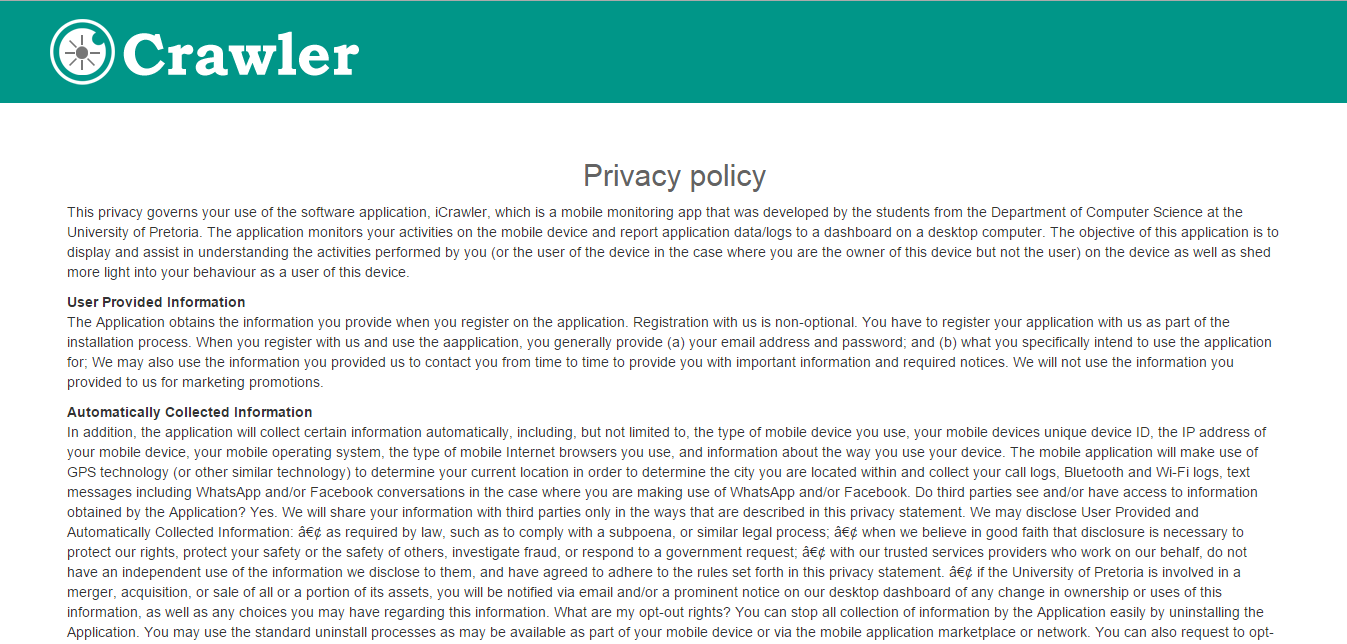 Crawler
Privacy policy
This privacy governs your use of the software application, iCrawler, which is a mobile monitoring app that was developed by the students from the Department of Computer Science at the
University of Pretoria. The application monitors your activities on the mobile device and report application data/logs to a dashboard on a desktop computer. The objective of this application is to
display and assist in understanding the activities performed by you (or the user of the device in the case where you are the owner of this device but not the user) on the device as well as shed
more light into your behaviour as a user of this device.
User Provided Information
The Application obtains the information you provide when you register on the application. Registration with us is non-optional. You have to register your application with us as part of the
installation process. When you register with us and use the aapplication, you generally provide (a) your email address and password; and (b) what you specifically intend to use the application
for; We may also use the information you provided us to contact you from time to time to provide you with important information and required notices. We will not use the information you
provided to us for marketing promotions.
Automatically Collected Information
In addition, the application will collect certain information automatically, including, but not limited to, the type of mobile device you use, your mobile devices unique device ID, the IP address of
your mobile device, your mobile operating system, the type of mobile Internet browsers you use, and information about the way you use your device. The mobile application will make use of
GPS technology (or other similar technology) to determine your current location in order to determine the city you are located within and collect your call logs, Bluetooth and Wi-Fi logs, text
messages including WhatsApp and/or Facebook conversations in the case where you are making use of WhatsApp and/or Facebook. Do third parties see and/or have access to information
obtained by the Application? Yes. We will share your information with third parties only in the ways that are described in this privacy statement. We may disclose User Provided and
Automatically Collected Information: â€¢ as required by law, such as to comply with a subpoena, or similar legal process; â€¢ when we believe in good faith that disclosure is necessary to
protect our rights, protect your safety or the safety of others, investigate fraud, or respond to a government request; â€¢ with our trusted services providers who work on our behalf, do not
have an independent use of the information we disclose to them, and have agreed to adhere to the rules set forth in this privacy statement. â€¢ if the University of Pretoria is involved in a
merger, acquisition, or sale of all or a portion of its assets, you will be notified via email and/or a prominent notice on our desktop dashboard of any change in ownership or uses of this
information, as well as any choices you may have regarding this information. What are my opt-out rights? You can stop all collection of information by the Application easily by uninstalling the
Application. You may use the standard uninstall processes as may be available as part of your mobile device or via the mobile application marketplace or network. You can also request to opt-